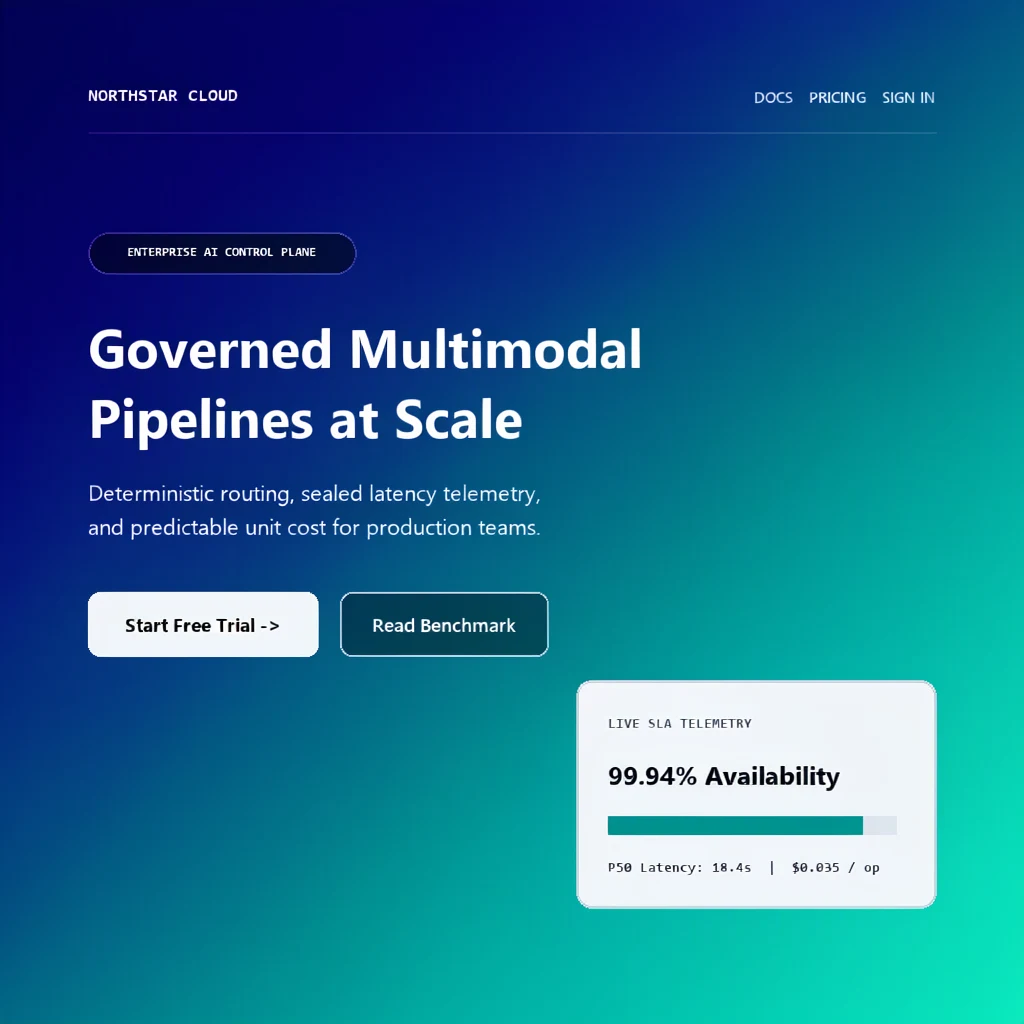 NORTHSTAR CLOUD
DOCS PRICING SIGN IN
ENTERPRISE AI CONTROL PLANE
Governed Multimodal
Pipelines at Scale
Deterministic routing, sealed latency telemetry,
and predictable unit cost for production teams.
Start Free Trial ->
Read Benchmark
LIVE SLA TELEMETRY
99.94% Availability
P50 Latency: 18.4s | $0.035 / op